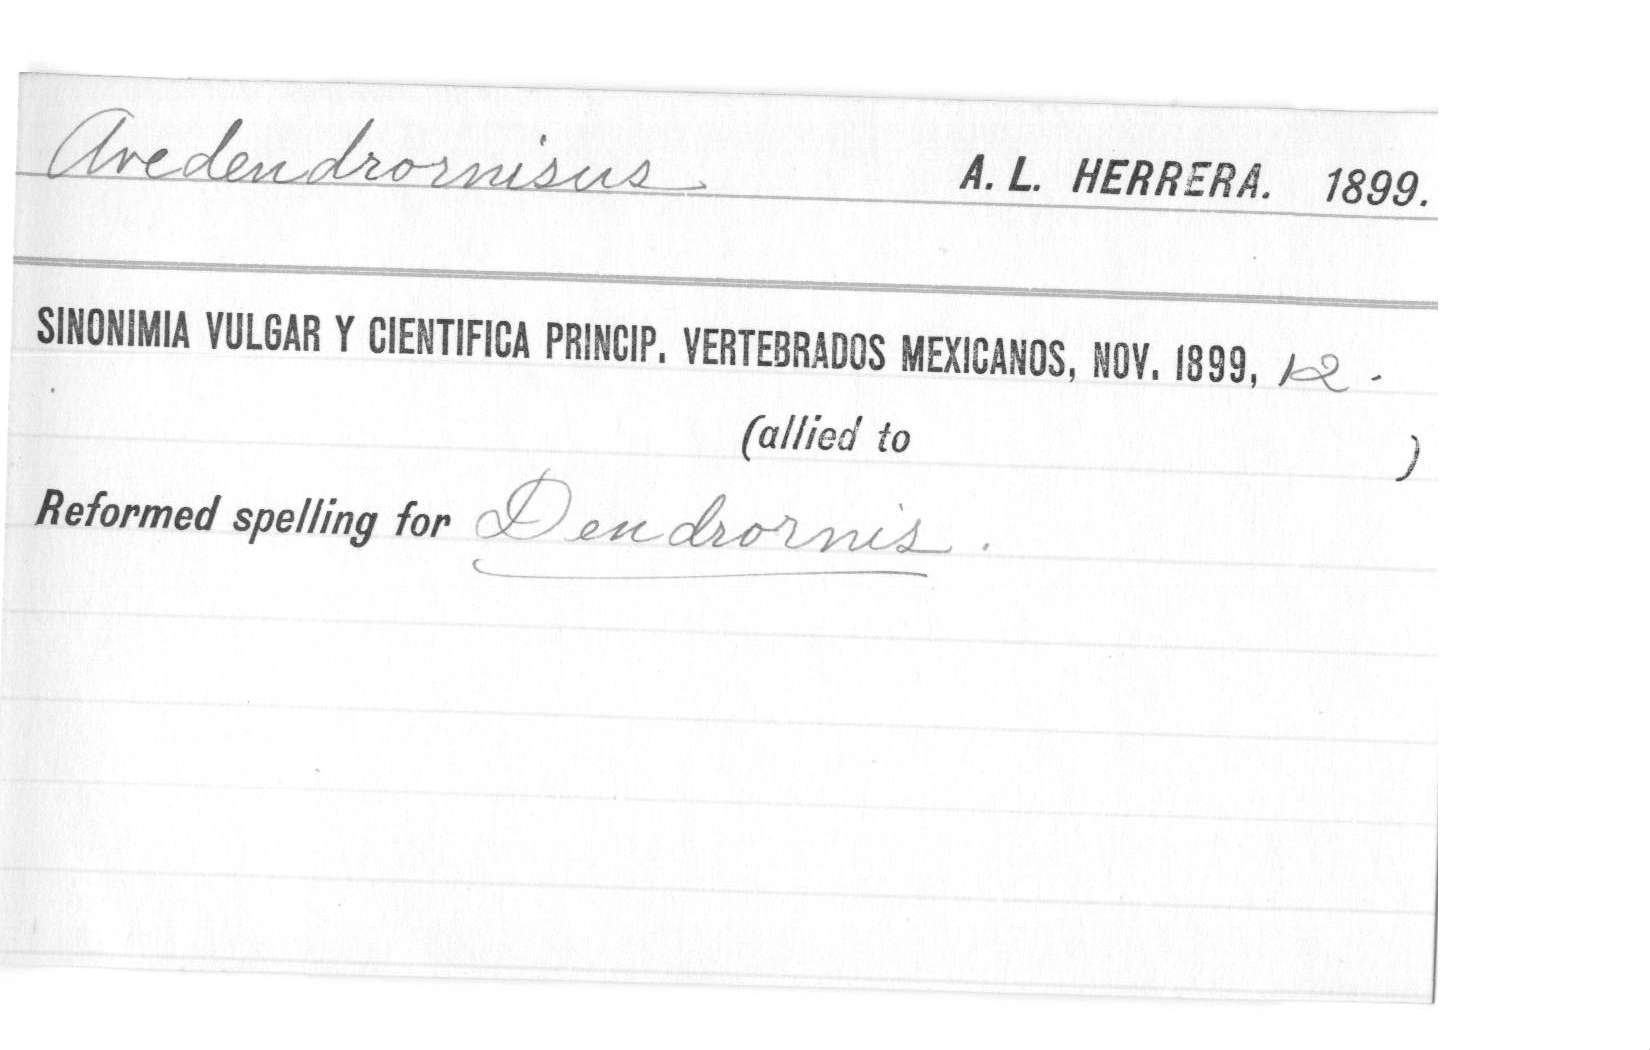 Avedendrornisus A. L. HERRERA. 1899.
SINONIMIA VULGAR Y CIENTIFICA PRINCIP. VERTEBRADOS MEXICANOS, NOV. 1899, 12.
(allied to )
Reformed spelling for Dendrornis.